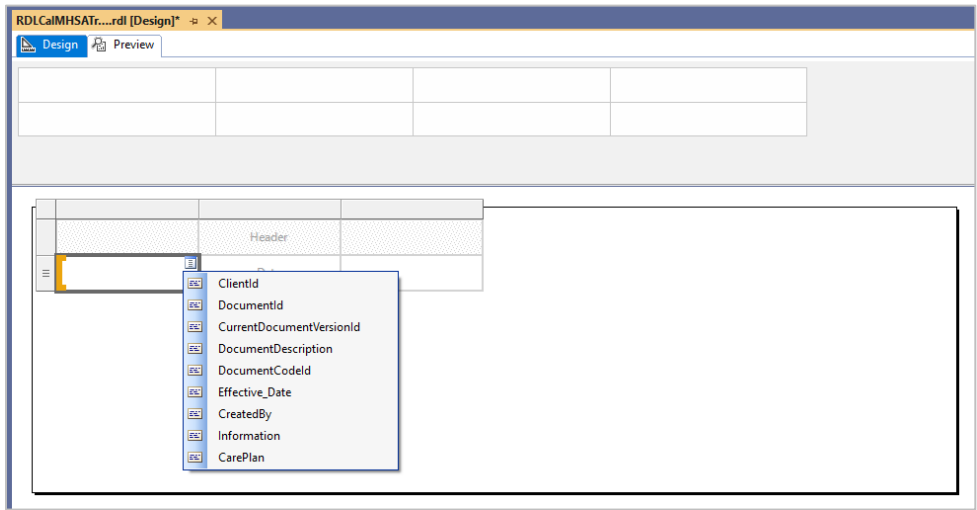 RDLCalMHSATr....rdl [Design]*
Design Preview
Header
ClientId
DocumentId
CurrentDocumentVersionId
DocumentDescription
DocumentCodeId
Effective_Date
CreatedBy
Information
CarePlan